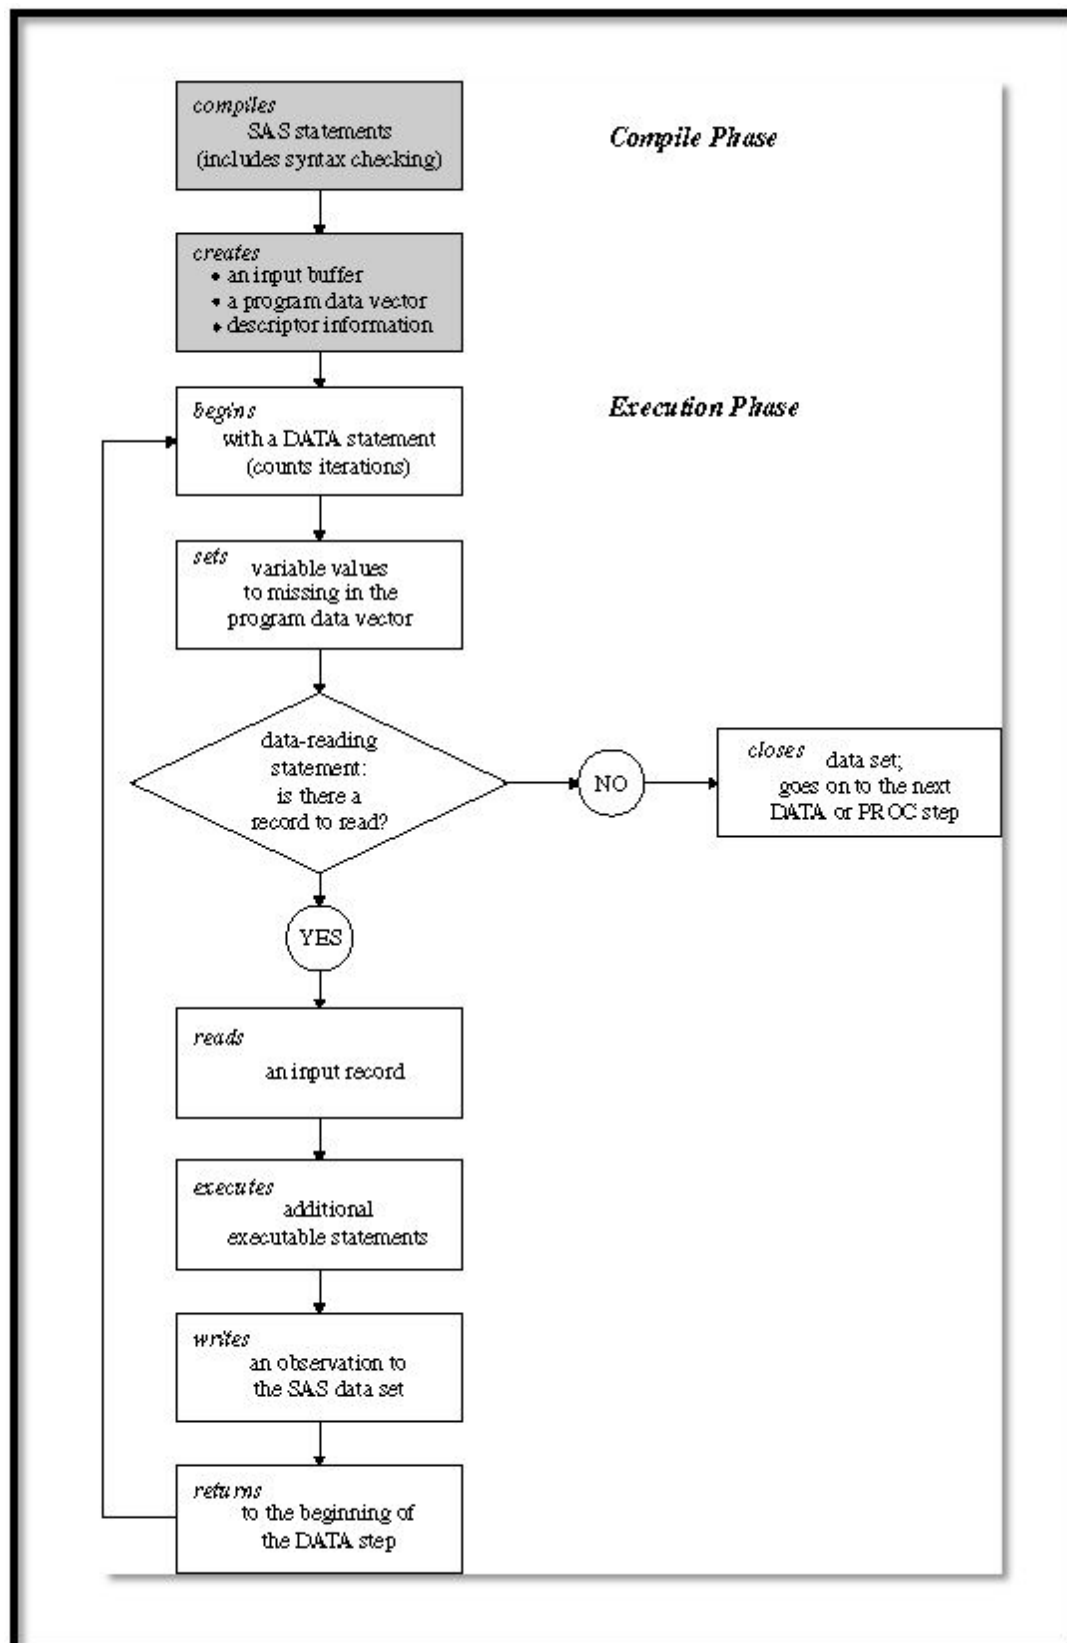 compiles
SAS statements
(includes syntax checking)
Compile Phase
creates
• an input buffer
• a program data vector
• descriptor information
Execution Phase
begins
with a DATA statement
(counts iterations)
sets variable values
to missing in the
program data vector
data-reading
statement:
is there a
record to read?
NO
closes data set;
goes on to the next
DATA or PROC step
YES
reads
an input record
executes
additional
executable statements
writes
an observation to
the SAS data set
returns
to the beginning of
the DATA step